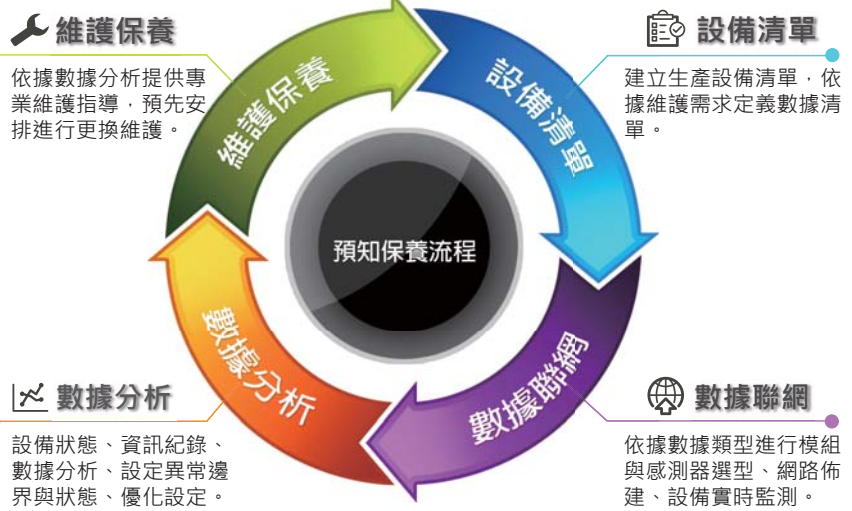 維護保養
依據數據分析提供專
業維護指導，預先安
排進行更換維護。
設備清單
建立生產設備清單，依
據維護需求定義數據清
單。
維護保養
設備清單
預知保養流程
數據分析
數據聯網
數據分析
設備狀態、資訊紀錄、
數據分析、設定異常邊
界與狀態、優化設定。
數據聯網
依據數據類型進行模組
與感測器選型、網路佈
建、設備實時監測。